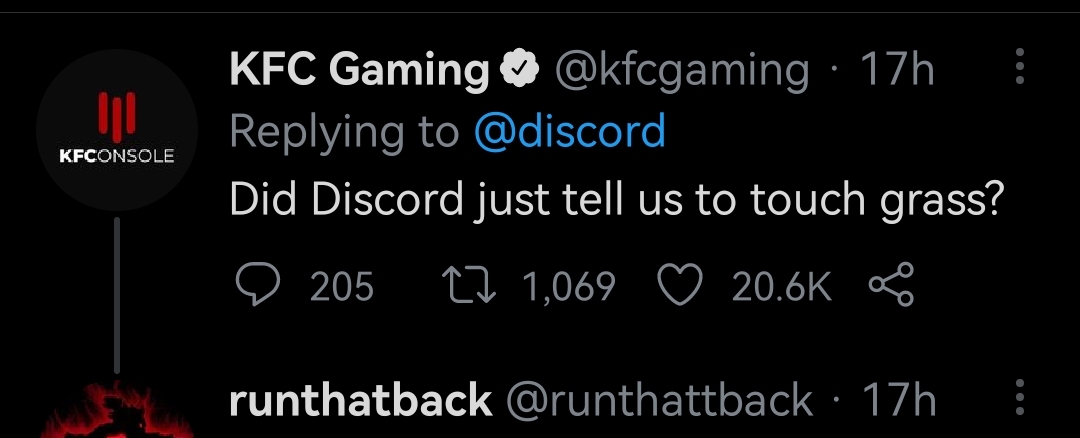 KFC Gaming @kfcgaming · 17h
KFCONSOLE
Replying to @discord
Did Discord just tell us to touch grass?
205 1,069 20.6K
runthatback @runthattback · 17h